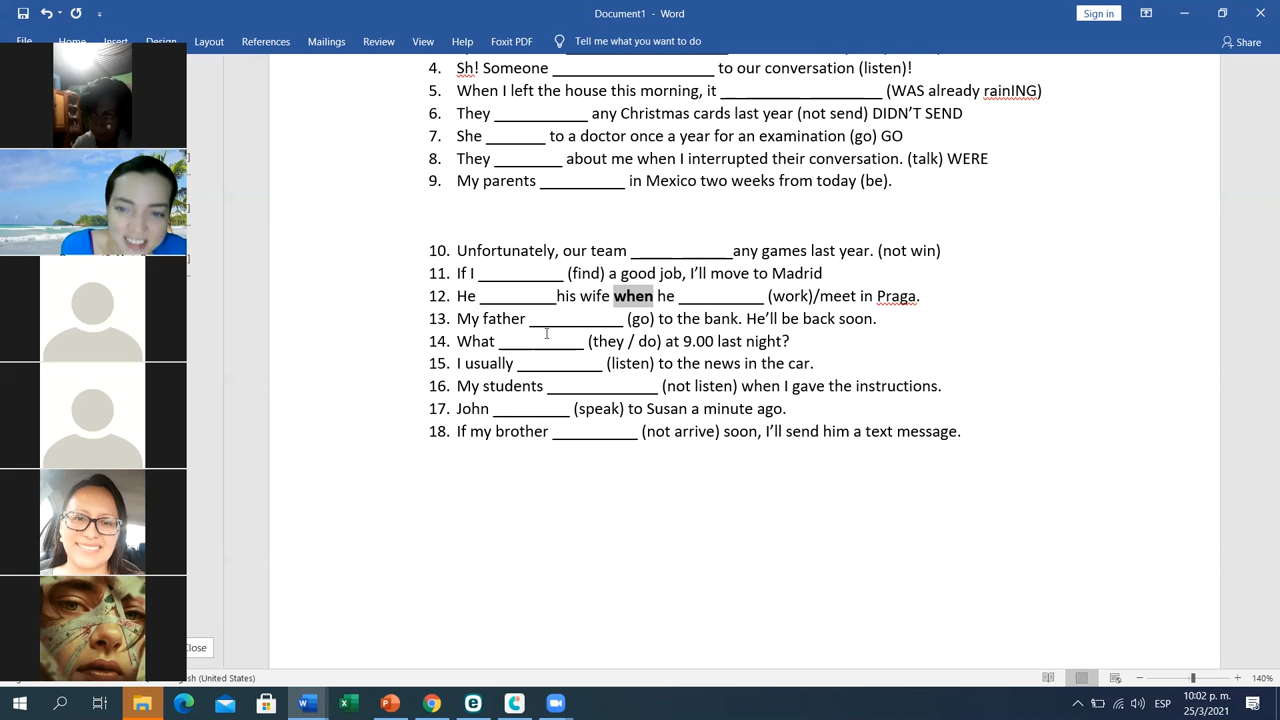 Document1 - Word
Sign in
Layout References Mailings Review View Help Foxit PDF Tell me what you want to do Share
4. Sh! Someone __________________ to our conversation (listen)!
5. When I left the house this morning, it __________________ (WAS already rainING)
6. They __________ any Christmas cards last year (not send) DIDN'T SEND
7. She _______ to a doctor once a year for an examination (go) GO
8. They ________ about me when I interrupted their conversation. (talk) WERE
9. My parents __________ in Mexico two weeks from today (be).
10. Unfortunately, our team ____________any games last year. (not win)
11. If I __________ (find) a good job, I'll move to Madrid
12. He _________his wife when he __________ (work)/meet in Praga.
13. My father ___________ (go) to the bank. He'll be back soon.
14. What __________ (they / do) at 9.00 last night?
15. I usually __________ (listen) to the news in the car.
16. My students _____________ (not listen) when I gave the instructions.
17. John _________ (speak) to Susan a minute ago.
18. If my brother __________ (not arrive) soon, I'll send him a text message.
(United States)
140%
ESP
10:02 p. m.
25/3/2021